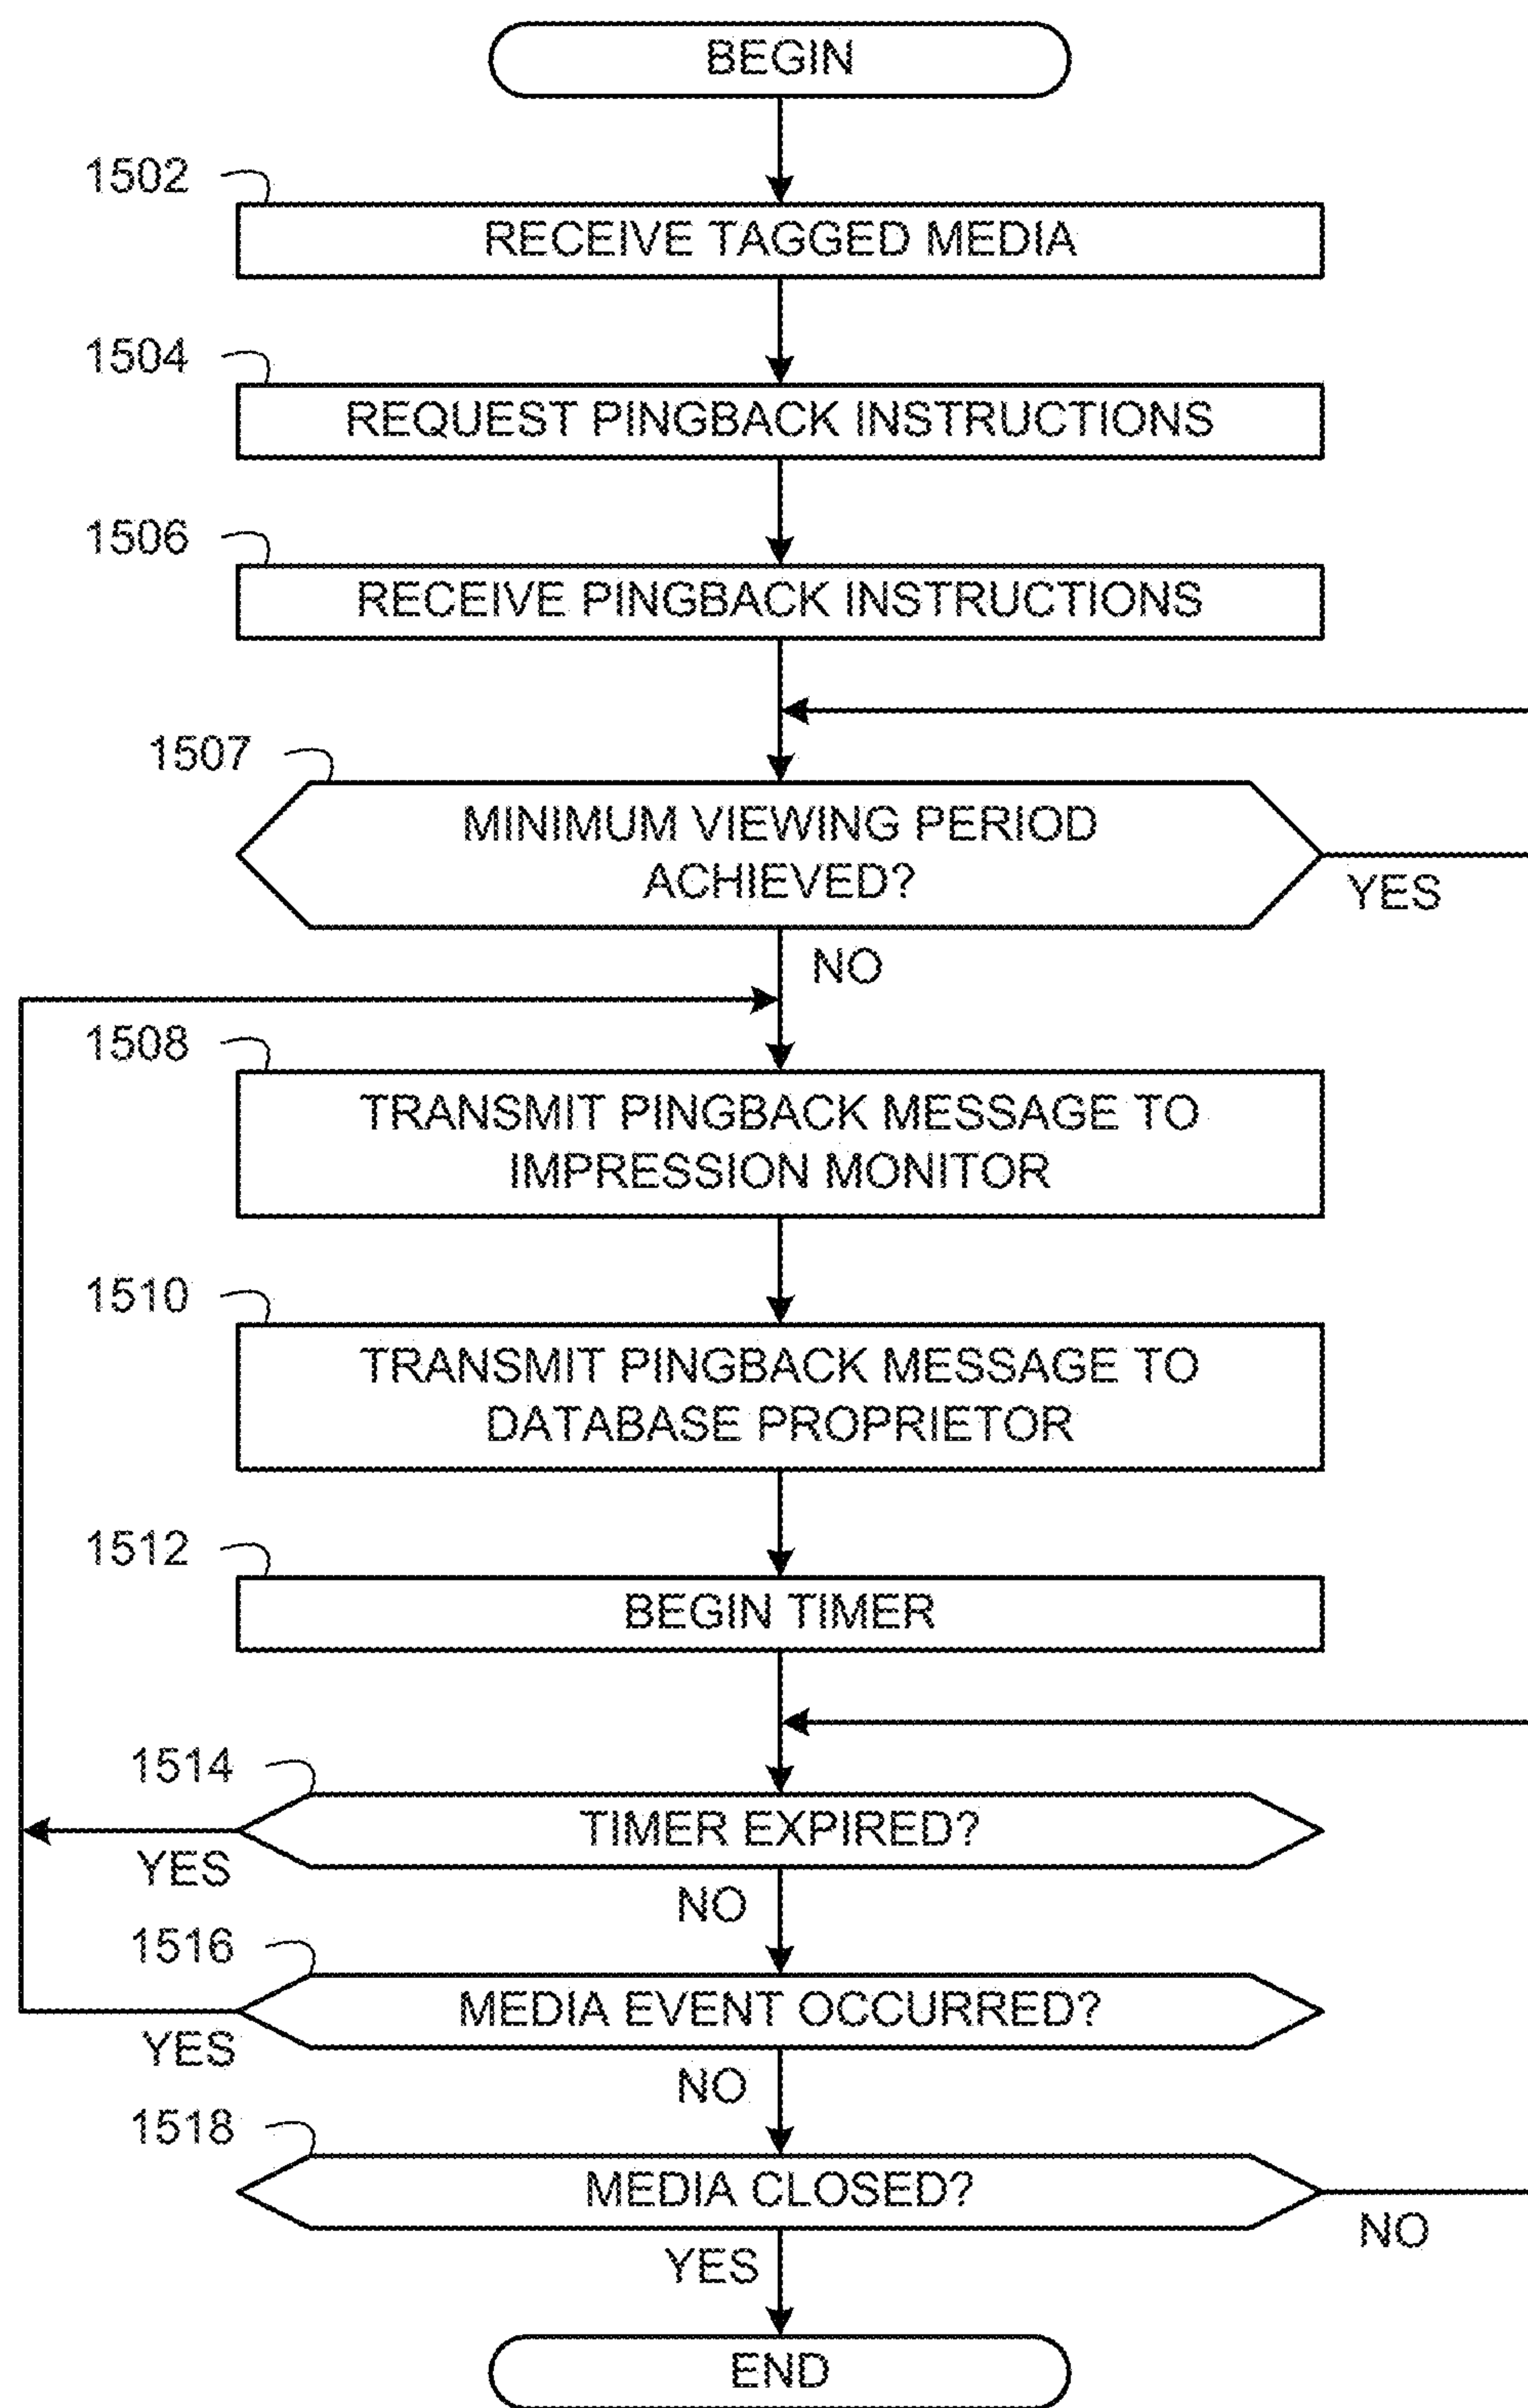 BEGIN
1502
RECEIVE TAGGED MEDIA
1504
REQUEST PINGBACK INSTRUCTIONS
1506
RECEIVE PINGBACK INSTRUCTIONS
1507
MINIMUM VIEWING PERIOD
ACHIEVED?
YES
NO
1508
TRANSMIT PINGBACK MESSAGE TO
IMPRESSION MONITOR
1510
TRANSMIT PINGBACK MESSAGE TO
DATABASE PROPRIETOR
1512
BEGIN TIMER
1514
TIMER EXPIRED?
YES
NO
1516
MEDIA EVENT OCCURRED?
YES
NO
1518
MEDIA CLOSED?
NO
YES
END